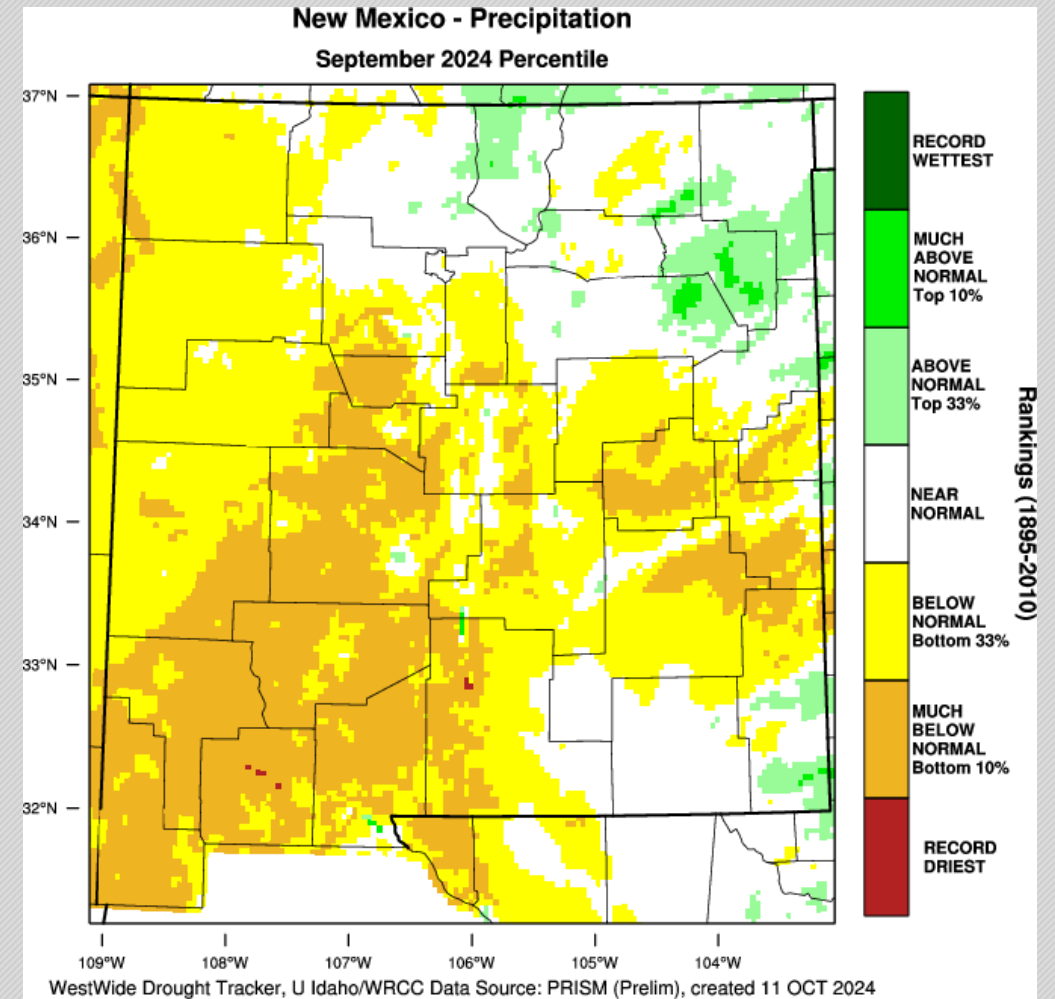 New Mexico - Precipitation
September 2024 Percentile
37°N
36°N
35°N
34°N
33°N
32°N
109°W
108°W
107°W
106°W
105°W
104°W
RECORD
WETTEST
MUCH
ABOVE
NORMAL
Top 10%
ABOVE
NORMAL
Top 33%
NEAR
NORMAL
BELOW
NORMAL
Bottom 33%
MUCH
BELOW
NORMAL
Bottom 10%
RECORD
DRIEST
Rankings (1895-2010)
WestWide Drought Tracker, U Idaho/WRCC Data Source: PRISM (Prelim), created 11 OCT 2024